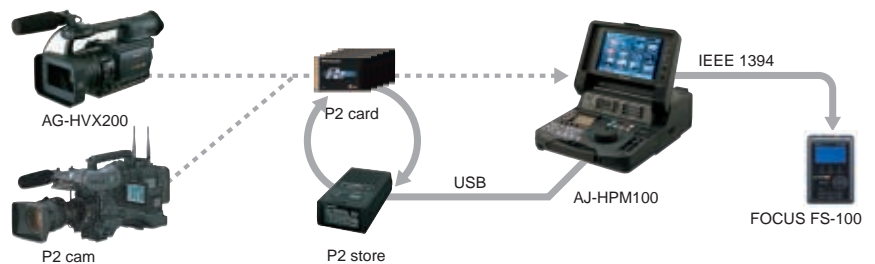 IEEE 1394
P2 card
AG-HVX200
USB
AJ-HPM100
FOCUS FS-100
P2 cam
P2 store